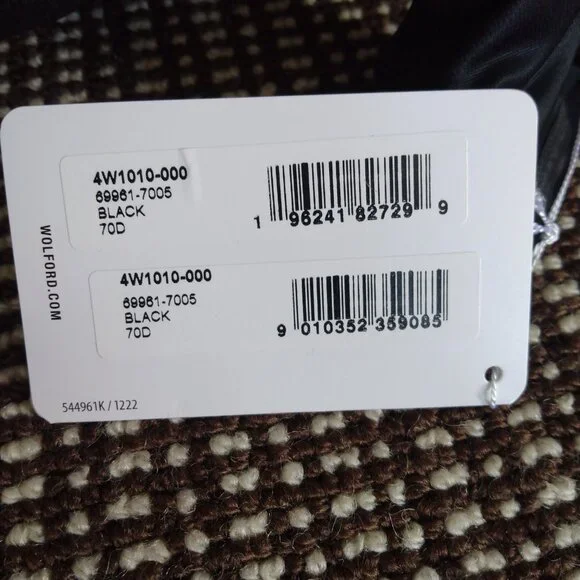 4W1010-000
69961-7005
BLACK
70D
1 96241 82729 9
4W1010-000
69961-7005
BLACK
70D
9 010352 359085
WOLFORD.COM
544961K / 1222